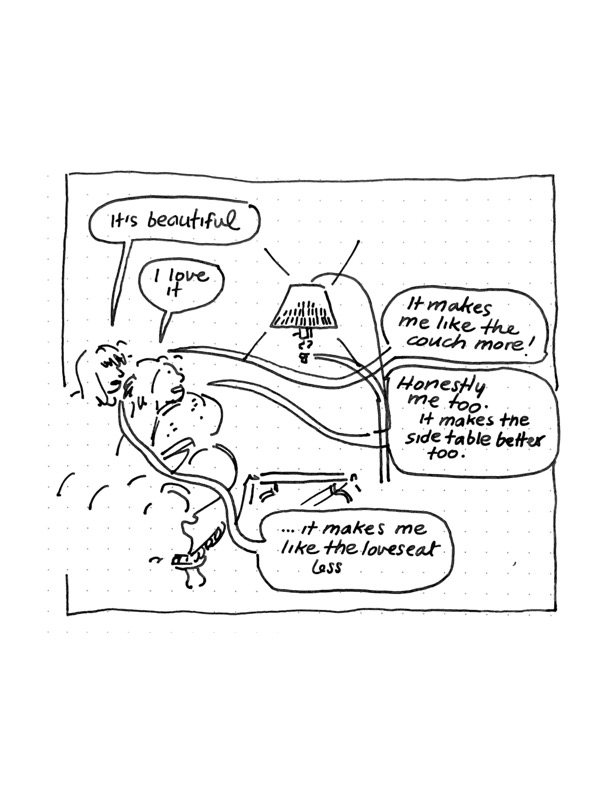 It's beautiful
I love
it
It makes
me like the
couch more!
Honestly
me too.
It makes the
side table better
too.
... it makes me
like the loveseat
less